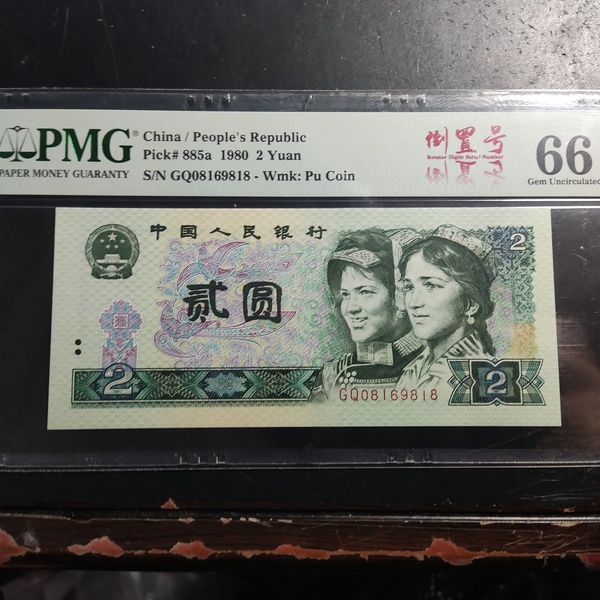 PMG
PAPER MONEY GUARANTY
China / People's Republic
Pick# 885a 1980 2 Yuan
S/N GQ08169818 - Wmk: Pu Coin
倒置号
Rotator Digits Serial Number
66
Gem Uncirculated
中国人民银行
贰圆
2
2
2
GQ08169818